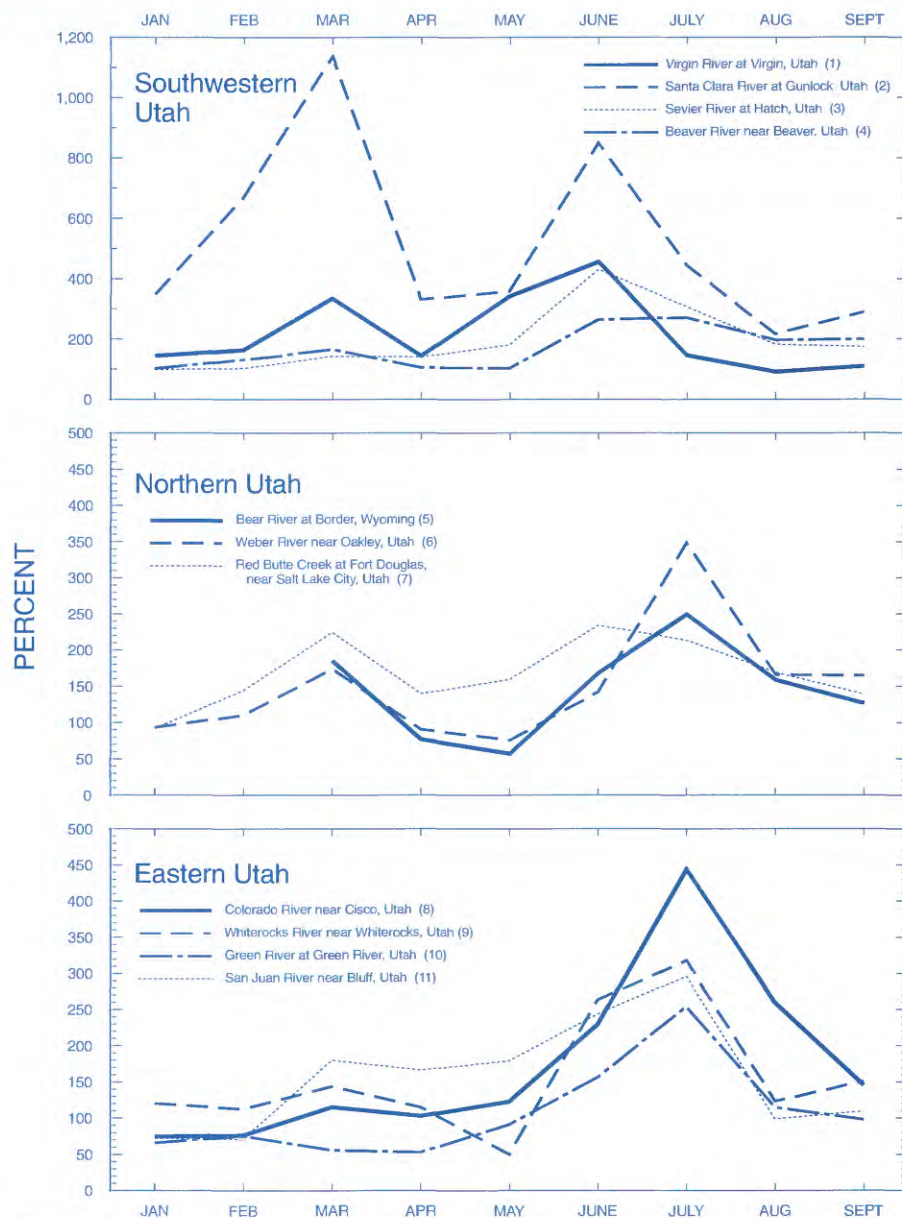 JAN FEB MAR APR MAY JUNE JULY AUG SEPT
1,200
1,000
800
600
400
200
0
Southwestern
Utah
Virgin River at Virgin, Utah (1)
Santa Clara River at Gunlock, Utah (2)
Sevier River at Hatch, Utah (3)
Beaver River near Beaver, Utah (4)
PERCENT
500
450
400
350
300
250
200
150
100
50
0
Northern Utah
Bear River at Border, Wyoming (5)
Weber River near Oakley, Utah (6)
Red Butte Creek at Fort Douglas,
near Salt Lake City, Utah (7)
500
450
400
350
300
250
200
150
100
50
0
Eastern Utah
Colorado River near Cisco, Utah (8)
Whiterocks River near Whiterocks, Utah (9)
Green River at Green River, Utah (10)
San Juan River near Bluff, Utah (11)
JAN FEB MAR APR MAY JUNE JULY AUG SEPT